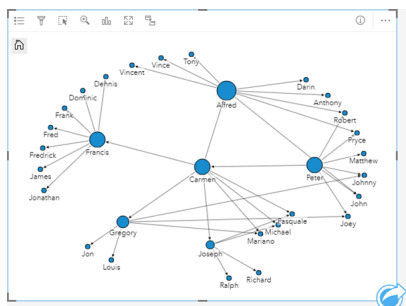 Tony
Vince
Vincent
Dennis
Darin
Dominic
Alfred
Anthony
Frank
Robert
Fred
Pryce
Francis
Fredrick
Matthew
James
Carmen
Peter
Johnny
Jonathan
John
Pasquale
Joey
Gregory
Michael
Mariano
Jon
Joseph
Louis
Richard
Ralph